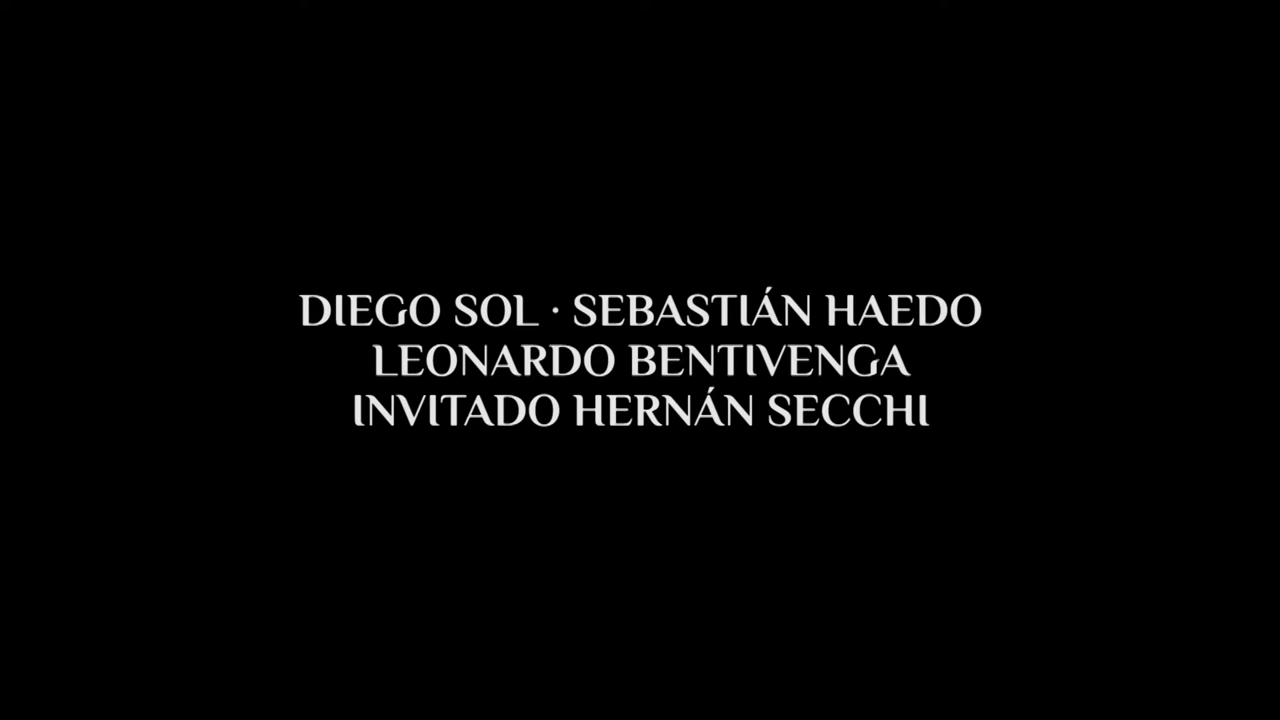 DIEGO SOL · SEBASTIÁN HAEDO
LEONARDO BENTIVENGA
INVITADO HERNÁN SECCHI